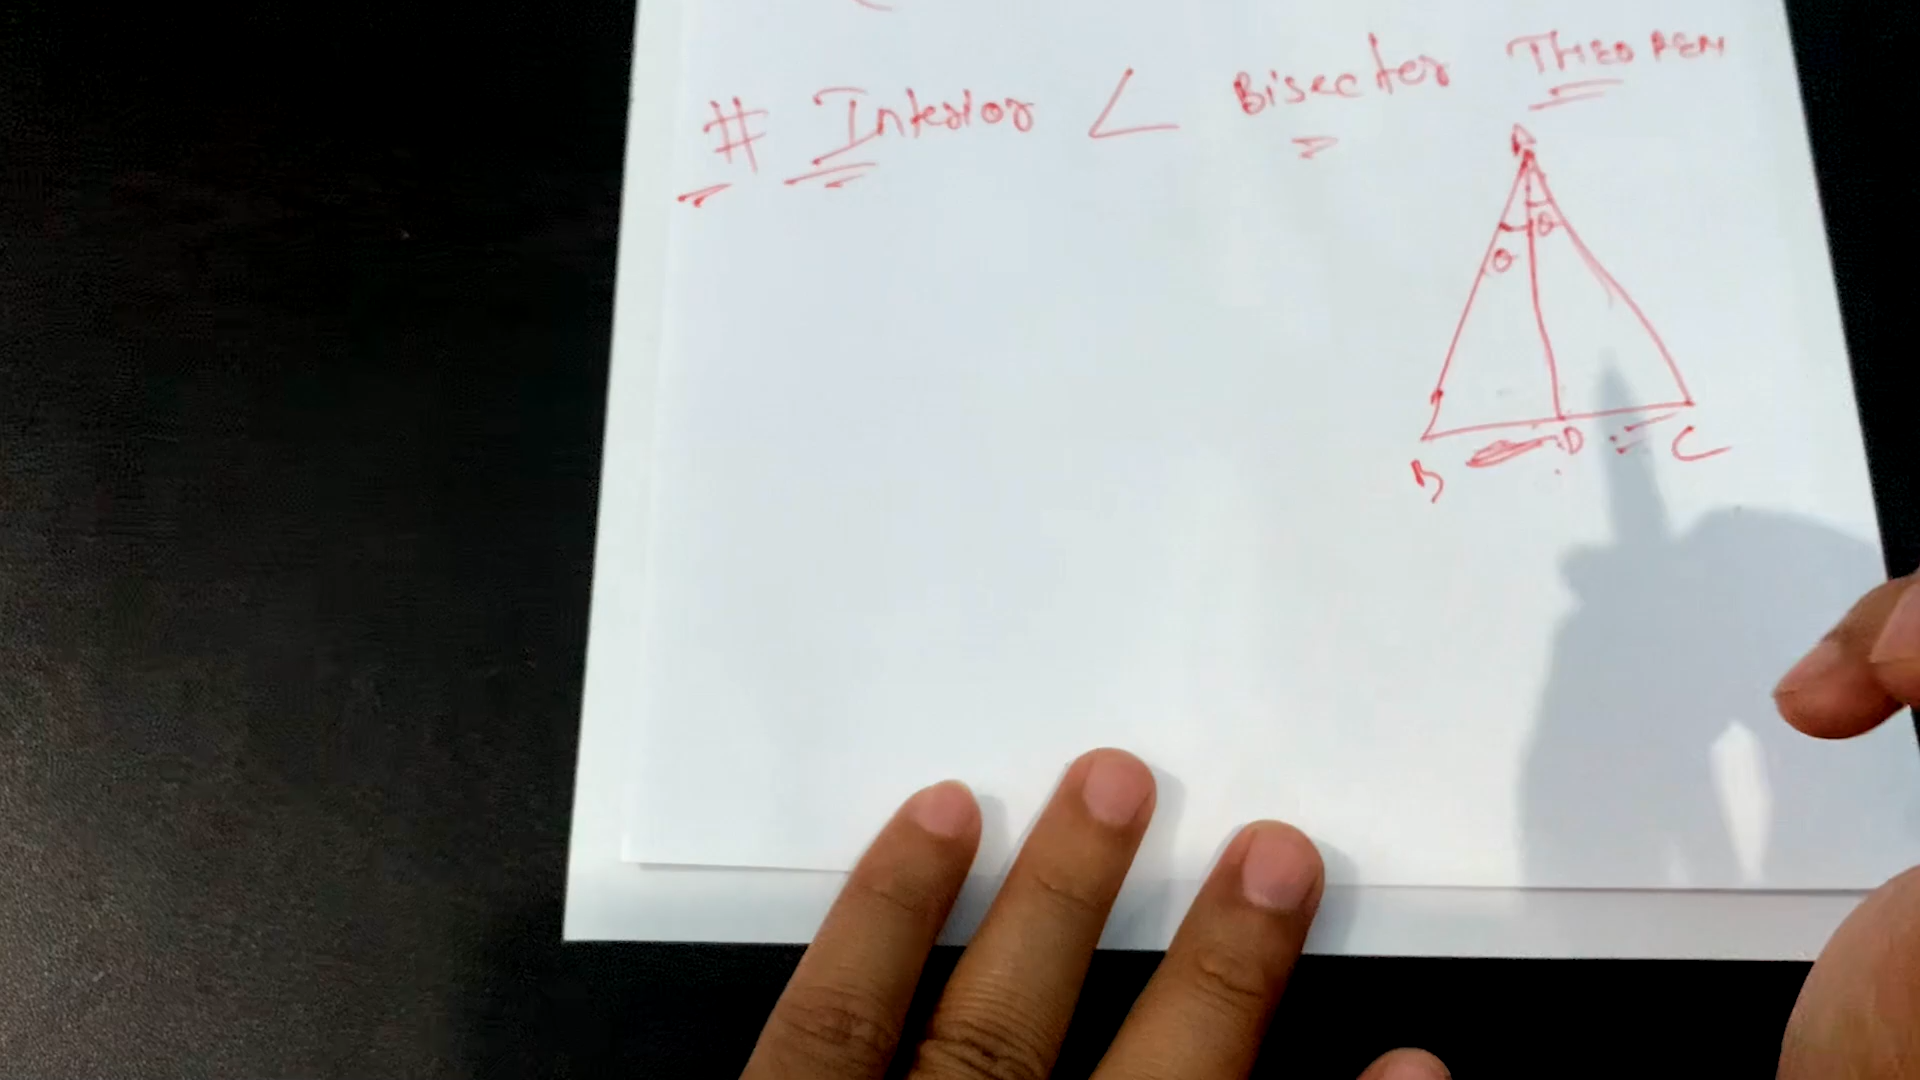 # Interior ∠ Bisector THEOREM
A
θ
θ
B D C